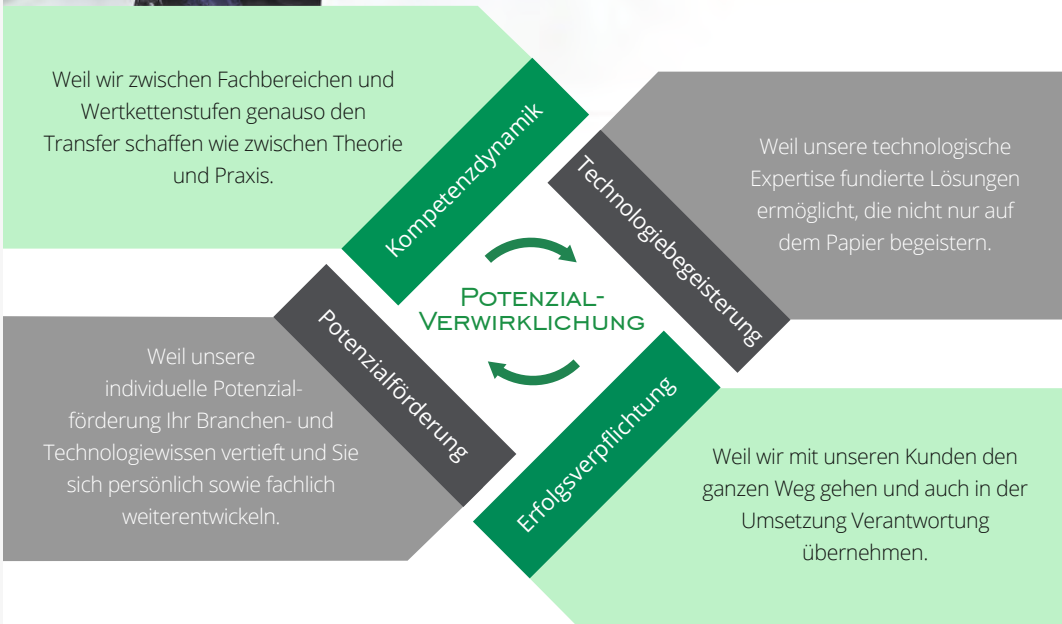 Weil wir zwischen Fachbereichen und
Wertkettenstufen genauso den
Transfer schaffen wie zwischen Theorie
und Praxis.
Kompetenzdynamik
Technologiebegeisterung
Weil unsere technologische
Expertise fundierte Lösungen
ermöglicht, die nicht nur auf
dem Papier begeistern.
POTENZIAL-
VERWIRKLICHUNG
Weil unsere
individuelle Potenzial-
förderung Ihr Branchen- und
Technologiewissen vertieft und Sie
sich persönlich sowie fachlich
weiterentwickeln.
Potenzialförderung
Erfolgsverpflichtung
Weil wir mit unseren Kunden den
ganzen Weg gehen und auch in der
Umsetzung Verantwortung
übernehmen.